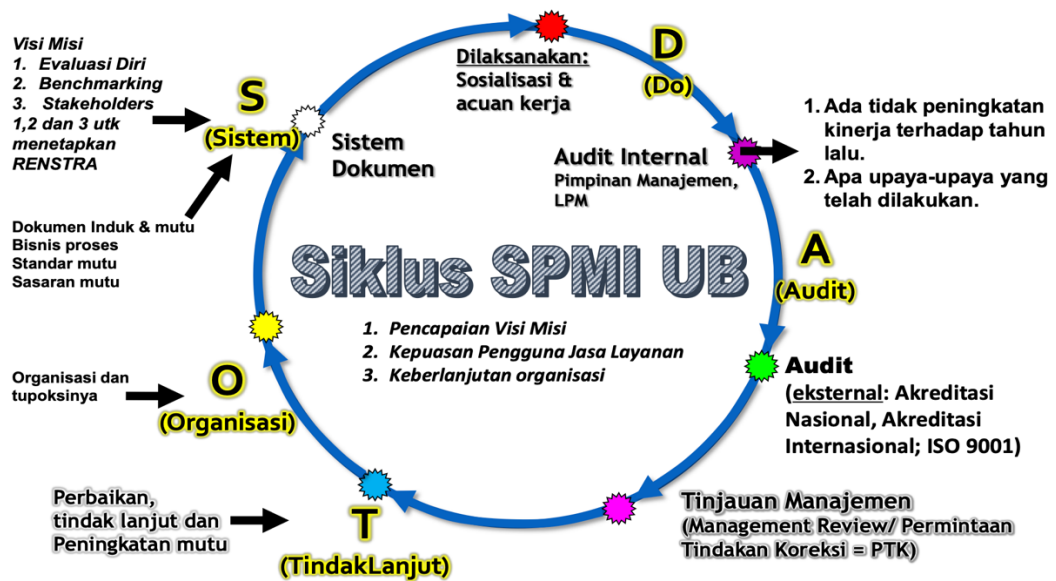 Visi Misi
1. Evaluasi Diri
2. Benchmarking
3. Stakeholders
1,2 dan 3 utk
menetapkan
RENSTRA
S
(Sistem)
Sistem
Dokumen
Dokumen Induk & mutu
Bisnis proses
Standar mutu
Sasaran mutu
Dilaksanakan:
Sosialisasi &
acuan kerja
D
(Do)
Audit Internal
Pimpinan Manajemen,
LPM
1. Ada tidak peningkatan
kinerja terhadap tahun
lalu.
2. Apa upaya-upaya yang
telah dilakukan.
A
(Audit)
Siklus SPMI UB
1. Pencapaian Visi Misi
2. Kepuasan Pengguna Jasa Layanan
3. Keberlanjutan organisasi
Audit
(eksternal: Akreditasi
Nasional, Akreditasi
Internasional; ISO 9001)
Tinjauan Manajemen
(Management Review/ Permintaan
Tindakan Koreksi = PTK)
T
(TindakLanjut)
Perbaikan,
tindak lanjut dan
Peningkatan mutu
O
(Organisasi)
Organisasi dan
tupoksinya